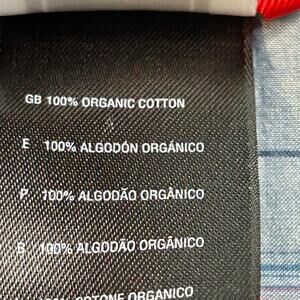 GB 100% ORGANIC COTTON
E 100% ALGODÓN ORGÁNICO
P 100% ALGODÃO ORGÂNICO
B 100% ALGODÃO ORGÂNICO